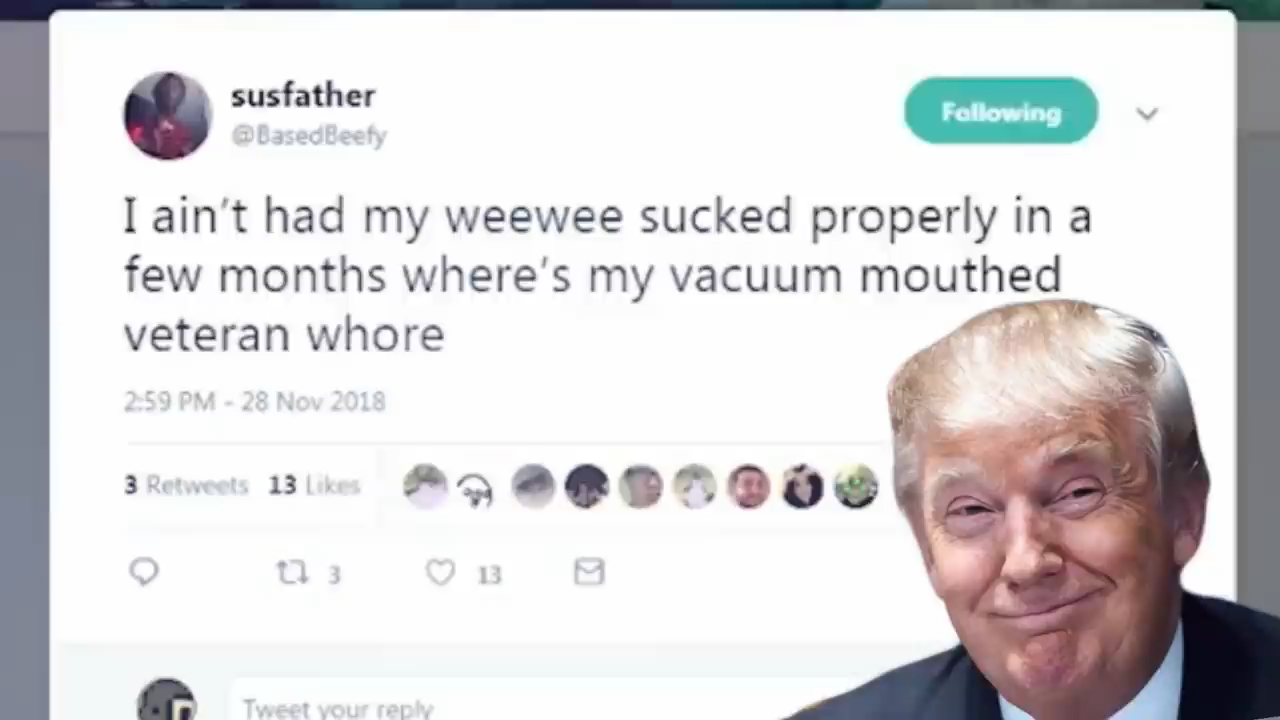 susfather
@BasedBeefy
Following
I ain't had my weewee sucked properly in a
few months where's my vacuum mouthed
veteran whore
2:59 PM - 28 Nov 2018
3 Retweets 13 Likes
3 13
Tweet your reply